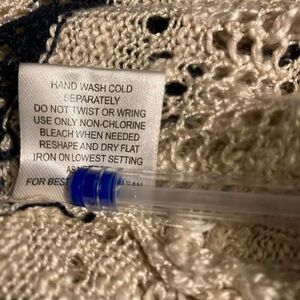 HAND WASH COLD
SEPARATELY
DO NOT TWIST OR WRING
USE ONLY NON-CHLORINE
BLEACH WHEN NEEDED
RESHAPE AND DRY FLAT
IRON ON LOWEST SETTING
FOR